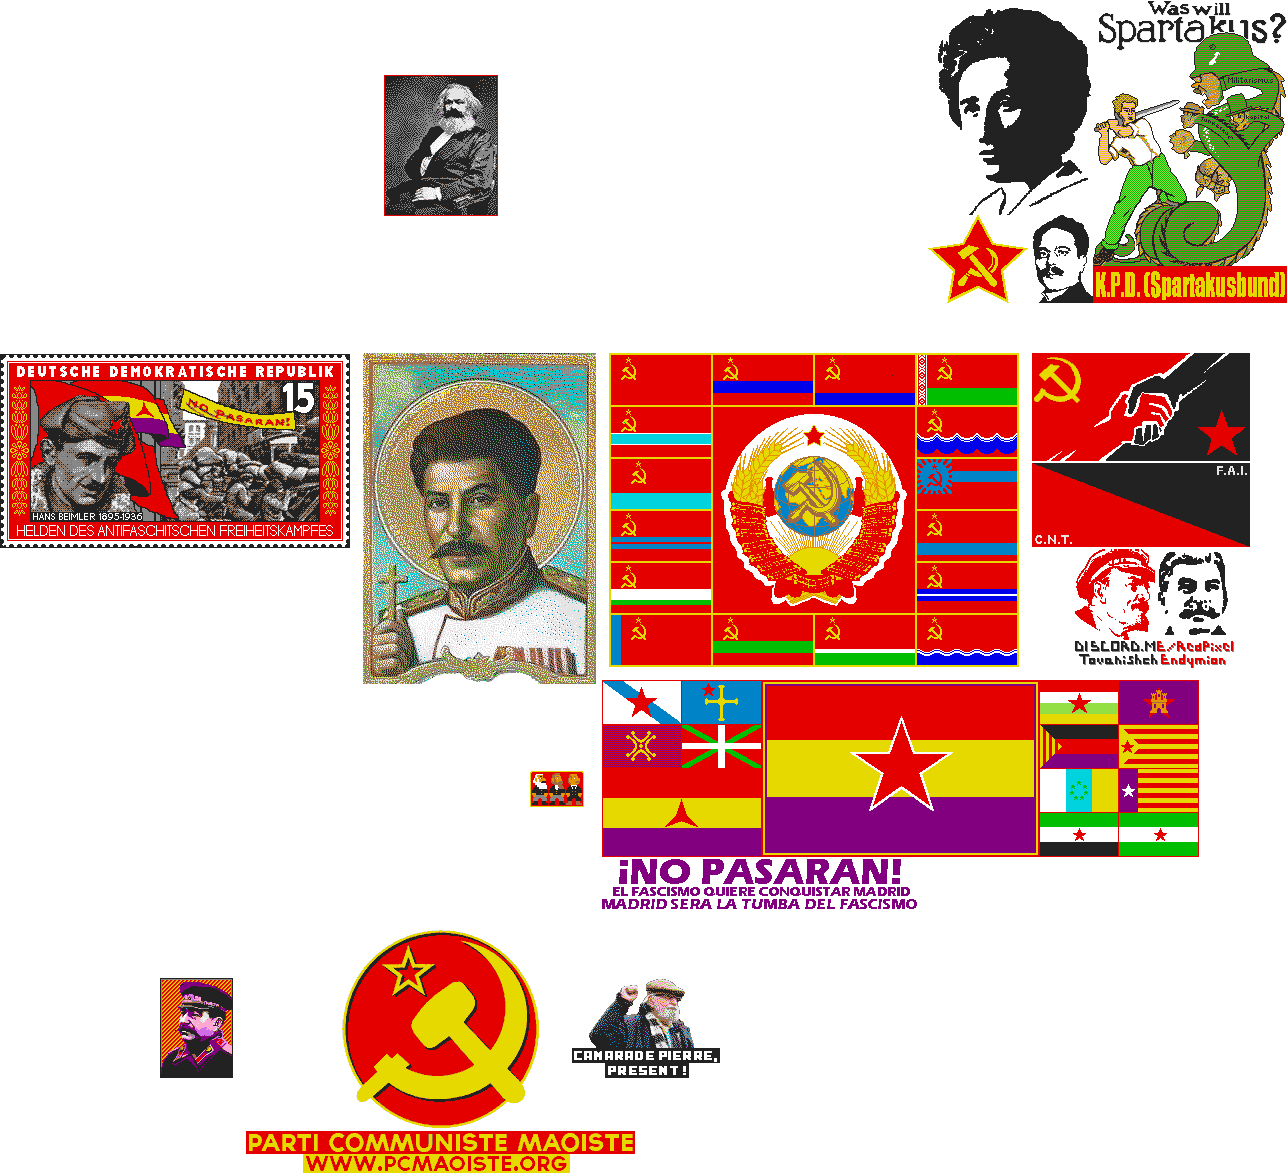 Was will
Spartakus?
Militarismus
Junkertum
Kapital
K.P.D. (Spartakusbund)
DEUTSCHE DEMOKRATISCHE REPUBLIK
15
NO PASARAN!
HANS BEIMLER 1895-1936
HELDEN DES ANTIFASCHITSCHEN FREIHEITSKAMPFES
F.A.I.
C.N.T.
DISCORD.ME/RedPixel
Tovarishch Endymion
¡NO PASARAN!
EL FASCISMO QUIERE CONQUISTAR MADRID
MADRID SERA LA TUMBA DEL FASCISMO
CAMARADE PIERRE,
PRESENT!
PARTI COMMUNISTE MAOISTE
WWW.PCMAOISTE.ORG